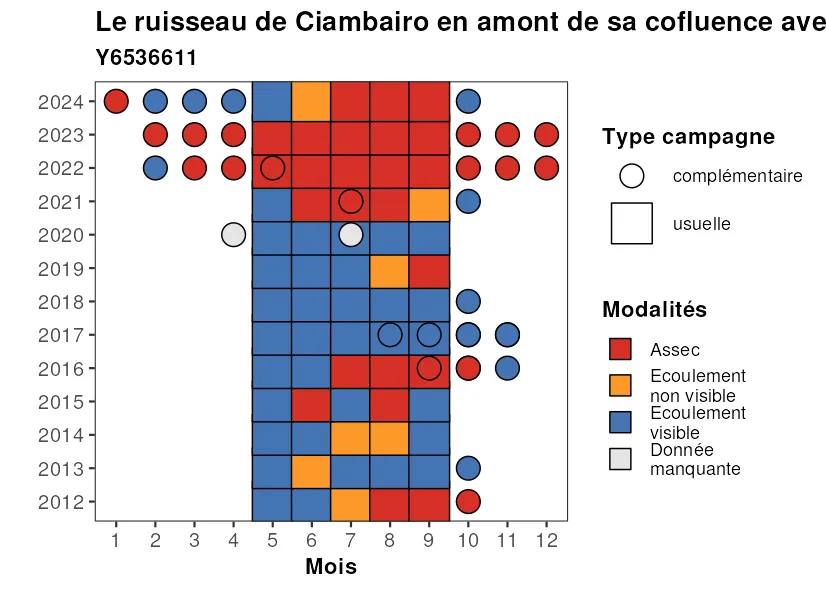 Le ruisseau de Ciambairo en amont de sa cofluence ave
Y6536611
2024
2023
2022
2021
2020
2019
2018
2017
2016
2015
2014
2013
2012
1 2 3 4 5 6 7 8 9 10 11 12
Mois
Type campagne
complémentaire
usuelle
Modalités
Assec
Ecoulement
non visible
Ecoulement
visible
Donnée
manquante